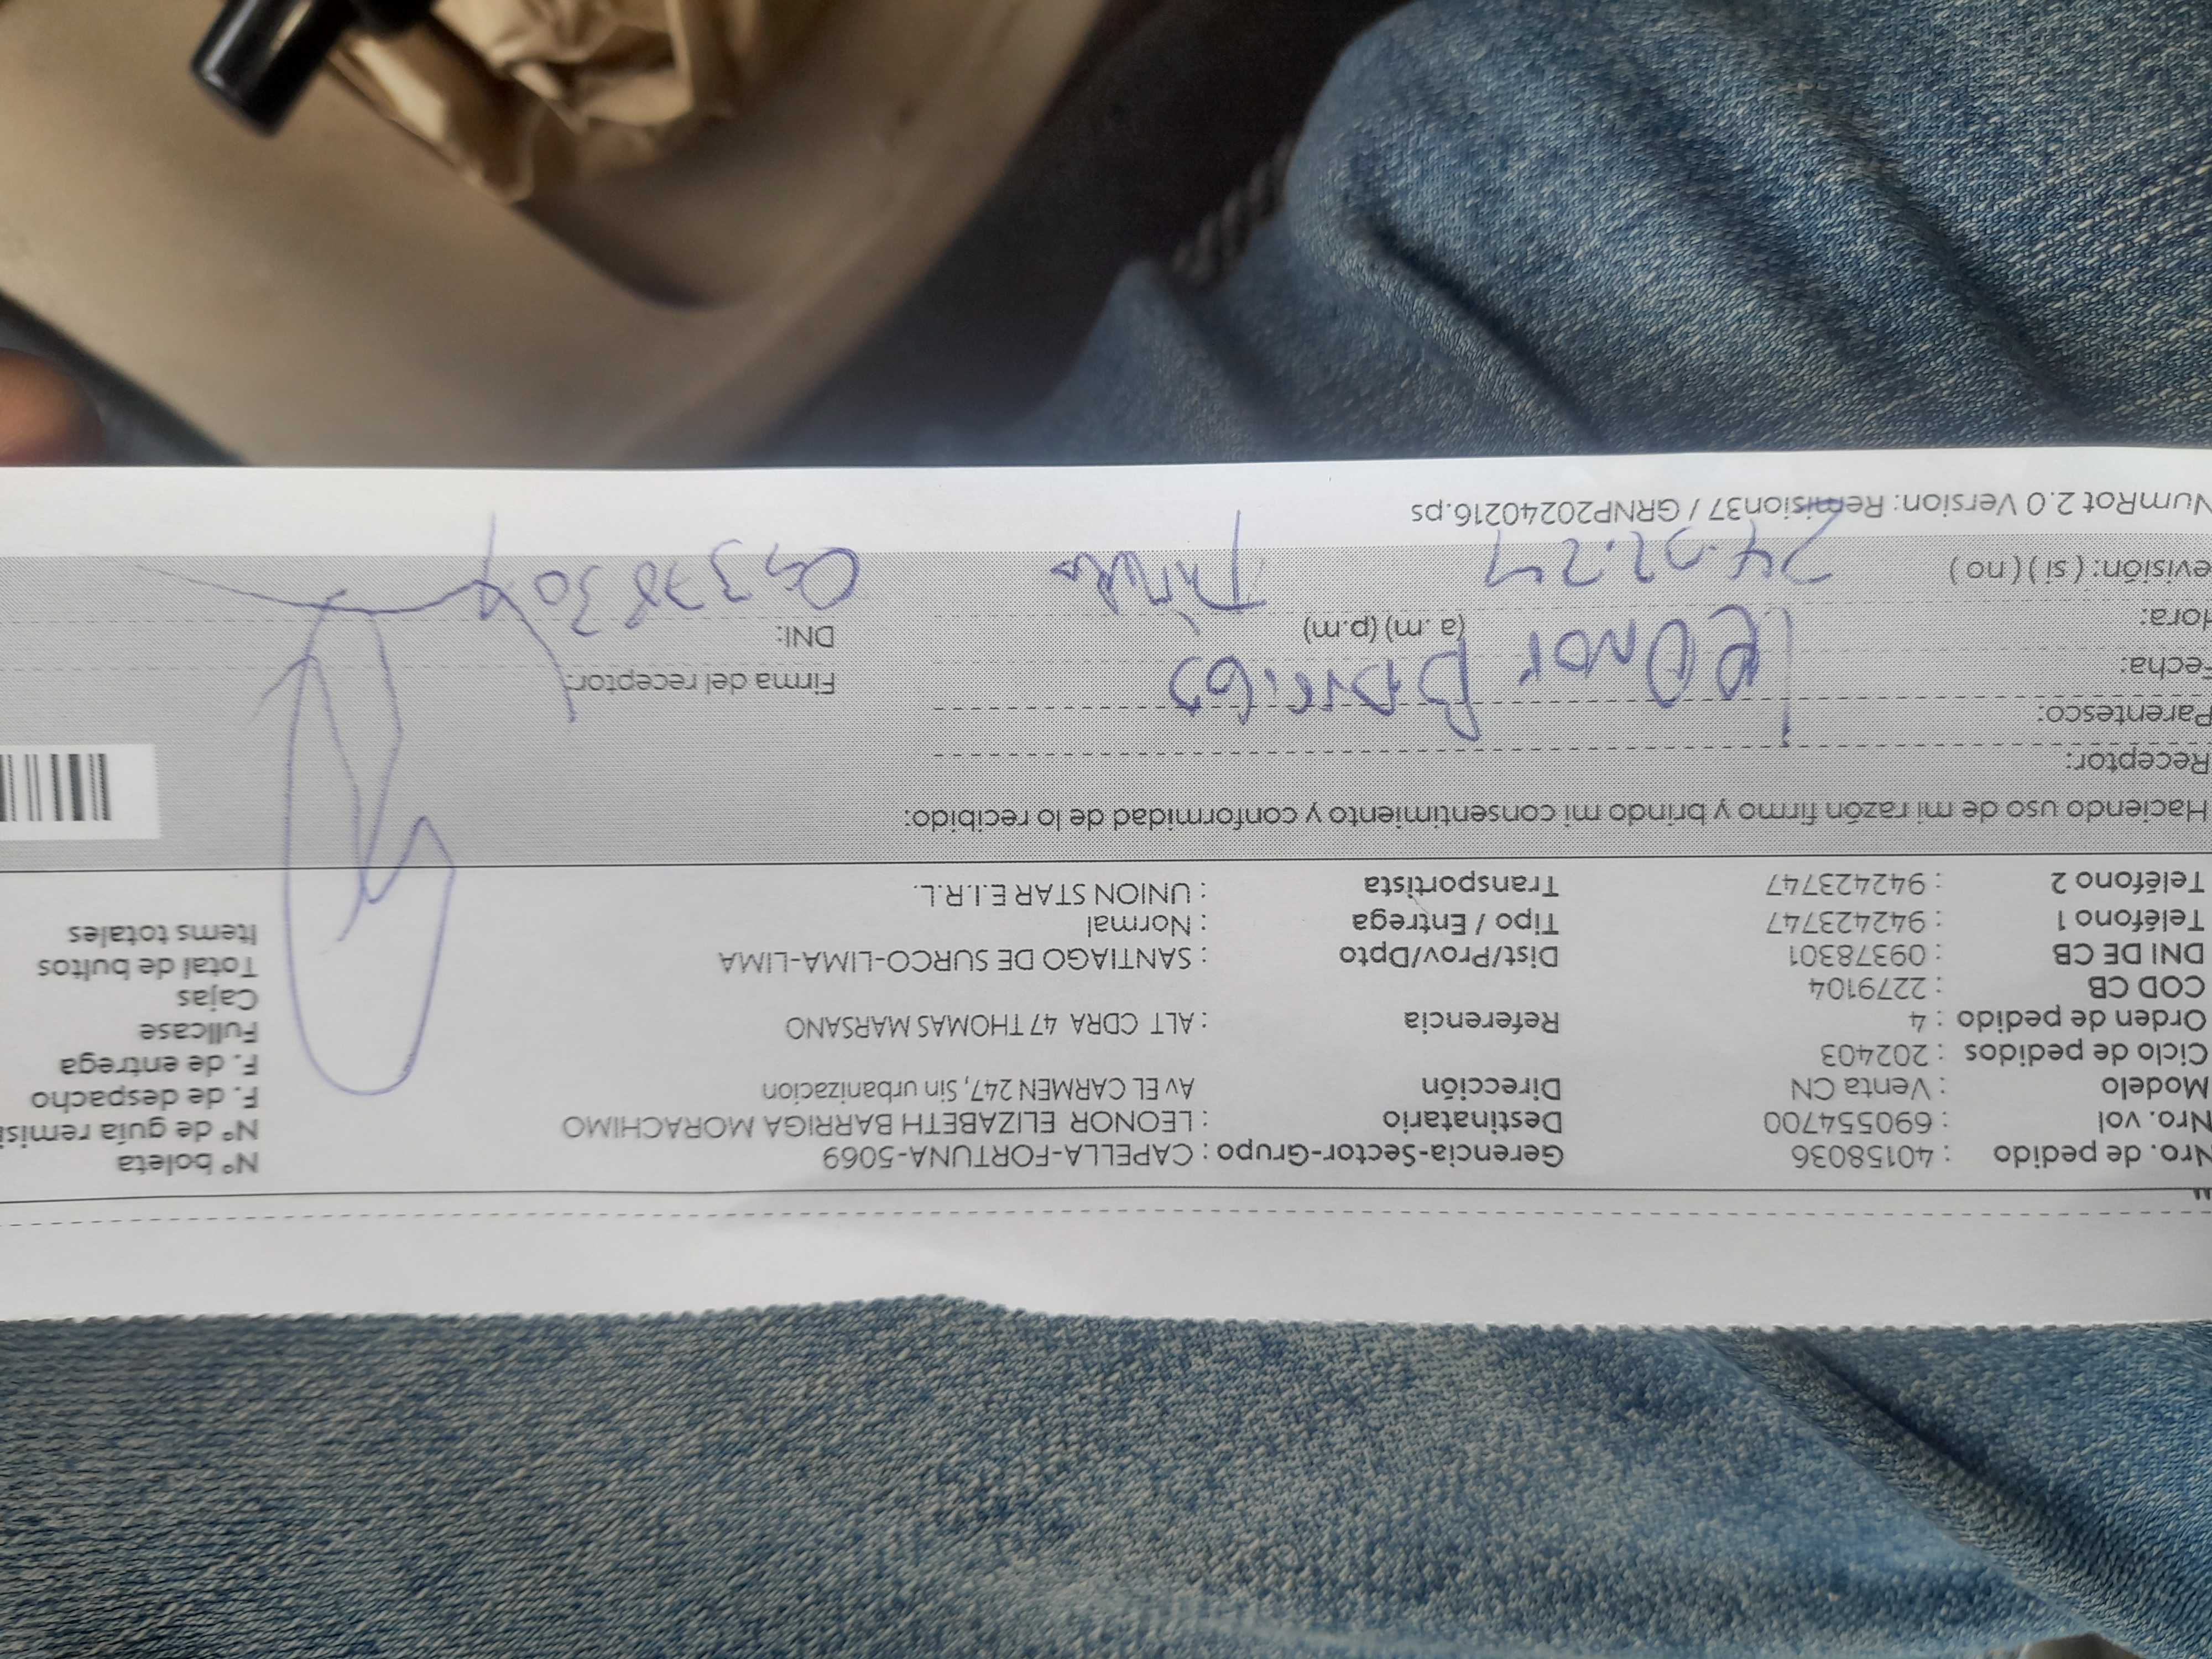 Nro. de pedido : 40158036 Gerencia-Sector-Grupo : CAPELLA-FORTUNA-5069 N° boleta
Nro. vol : 690554700 Destinatario : LEONOR ELIZABETH BARRIGA MORACHIMO N° de guía remisi
Modelo : Venta CN Dirección Av EL CARMEN 247, Sin urbanizacion F. de despacho
Ciclo de pedidos : 202403 F. de entrega
Orden de pedido : 4 Referencia : ALT CDRA 47 THOMAS MARSANO Fullcase
COD CB : 2279104 Cajas
DNI DE CB : 09378301 Dist/Prov/Dpto : SANTIAGO DE SURCO-LIMA-LIMA Total de bultos
Teléfono 1 : 942423747 Tipo / Entrega : Normal Items totales
Teléfono 2 : 942423747 Transportista : UNION STAR E.I.R.L.
Haciendo uso de mi razón firmo y brindo mi consentimiento y conformidad de lo recibido:
Receptor:
Parentesco:
Fecha: Leonor Barriga Firma del receptor:
Hora: (a.m) (p.m) DNI:
evisión: ( si ) ( no ) Titular
NumRot 2.0 Version: Remision37 / GRNP20240216.ps